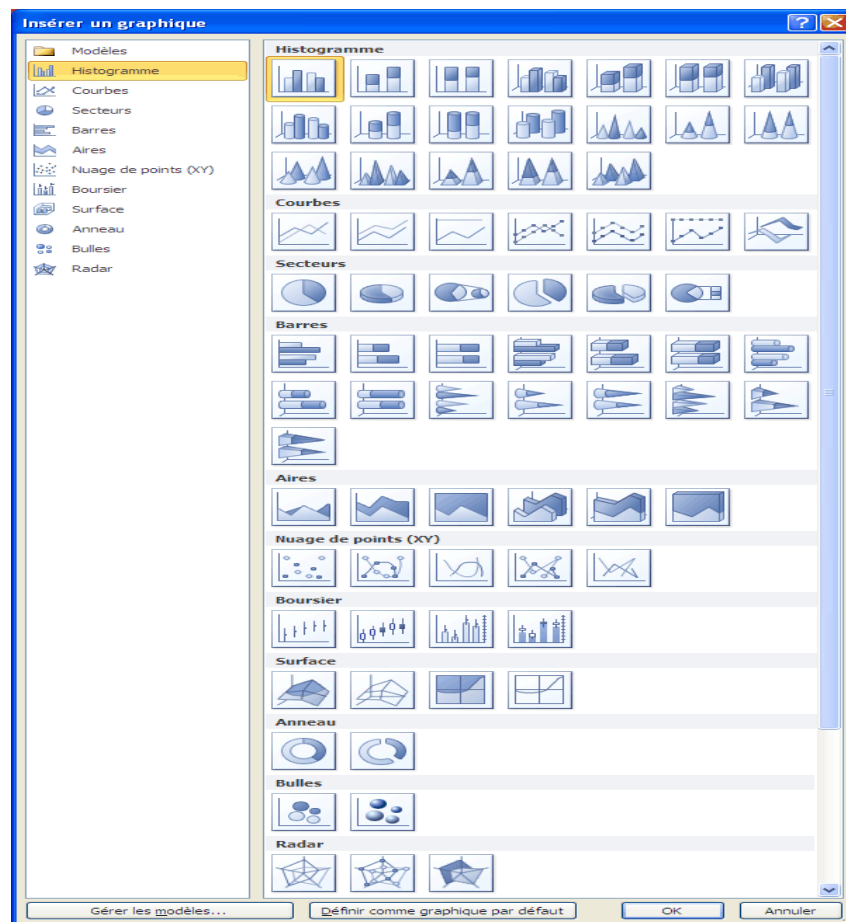 Insérer un graphique
Modèles
Histogramme
Courbes
Secteurs
Barres
Aires
Nuage de points (XY)
Boursier
Surface
Anneau
Bulles
Radar
Histogramme
Courbes
Secteurs
Barres
Aires
Nuage de points (XY)
Boursier
Surface
Anneau
Bulles
Radar
Gérer les modèles...
Définir comme graphique par défaut
OK
Annuler